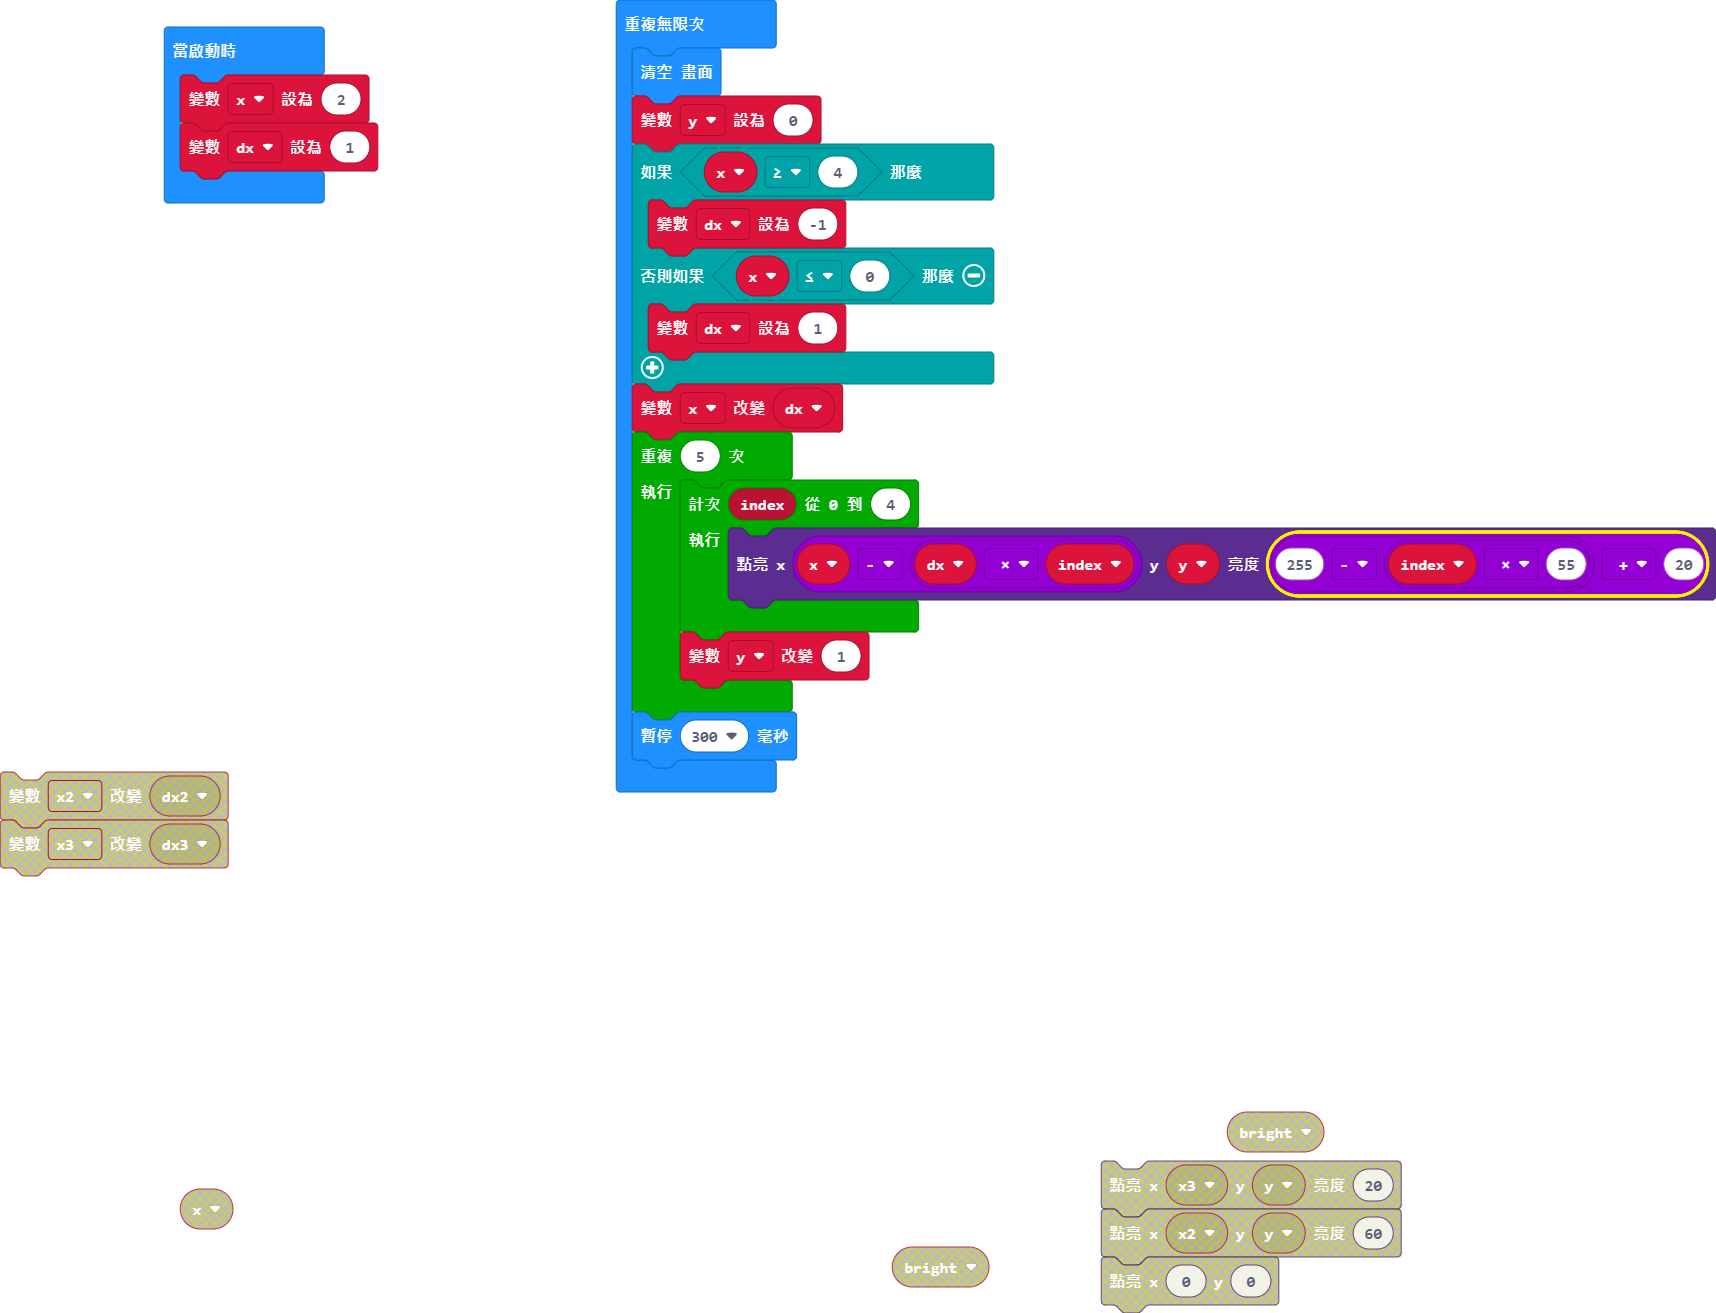 當啟動時
變數 x 設為 2
變數 dx 設為 1
重複無限次
清空 畫面
變數 y 設為 0
如果 x ≥ 4 那麼
變數 dx 設為 -1
否則如果 x ≤ 0 那麼
變數 dx 設為 1
變數 x 改變 dx
重複 5 次
執行
計次 index 從 0 到 4
執行
點亮 x x - dx × index y y 亮度 255 - index × 55 + 20
變數 y 改變 1
暫停 300 毫秒
變數 x2 改變 dx2
變數 x3 改變 dx3
bright
點亮 x x3 y y 亮度 20
點亮 x x2 y y 亮度 60
點亮 x 0 y 0
x
bright